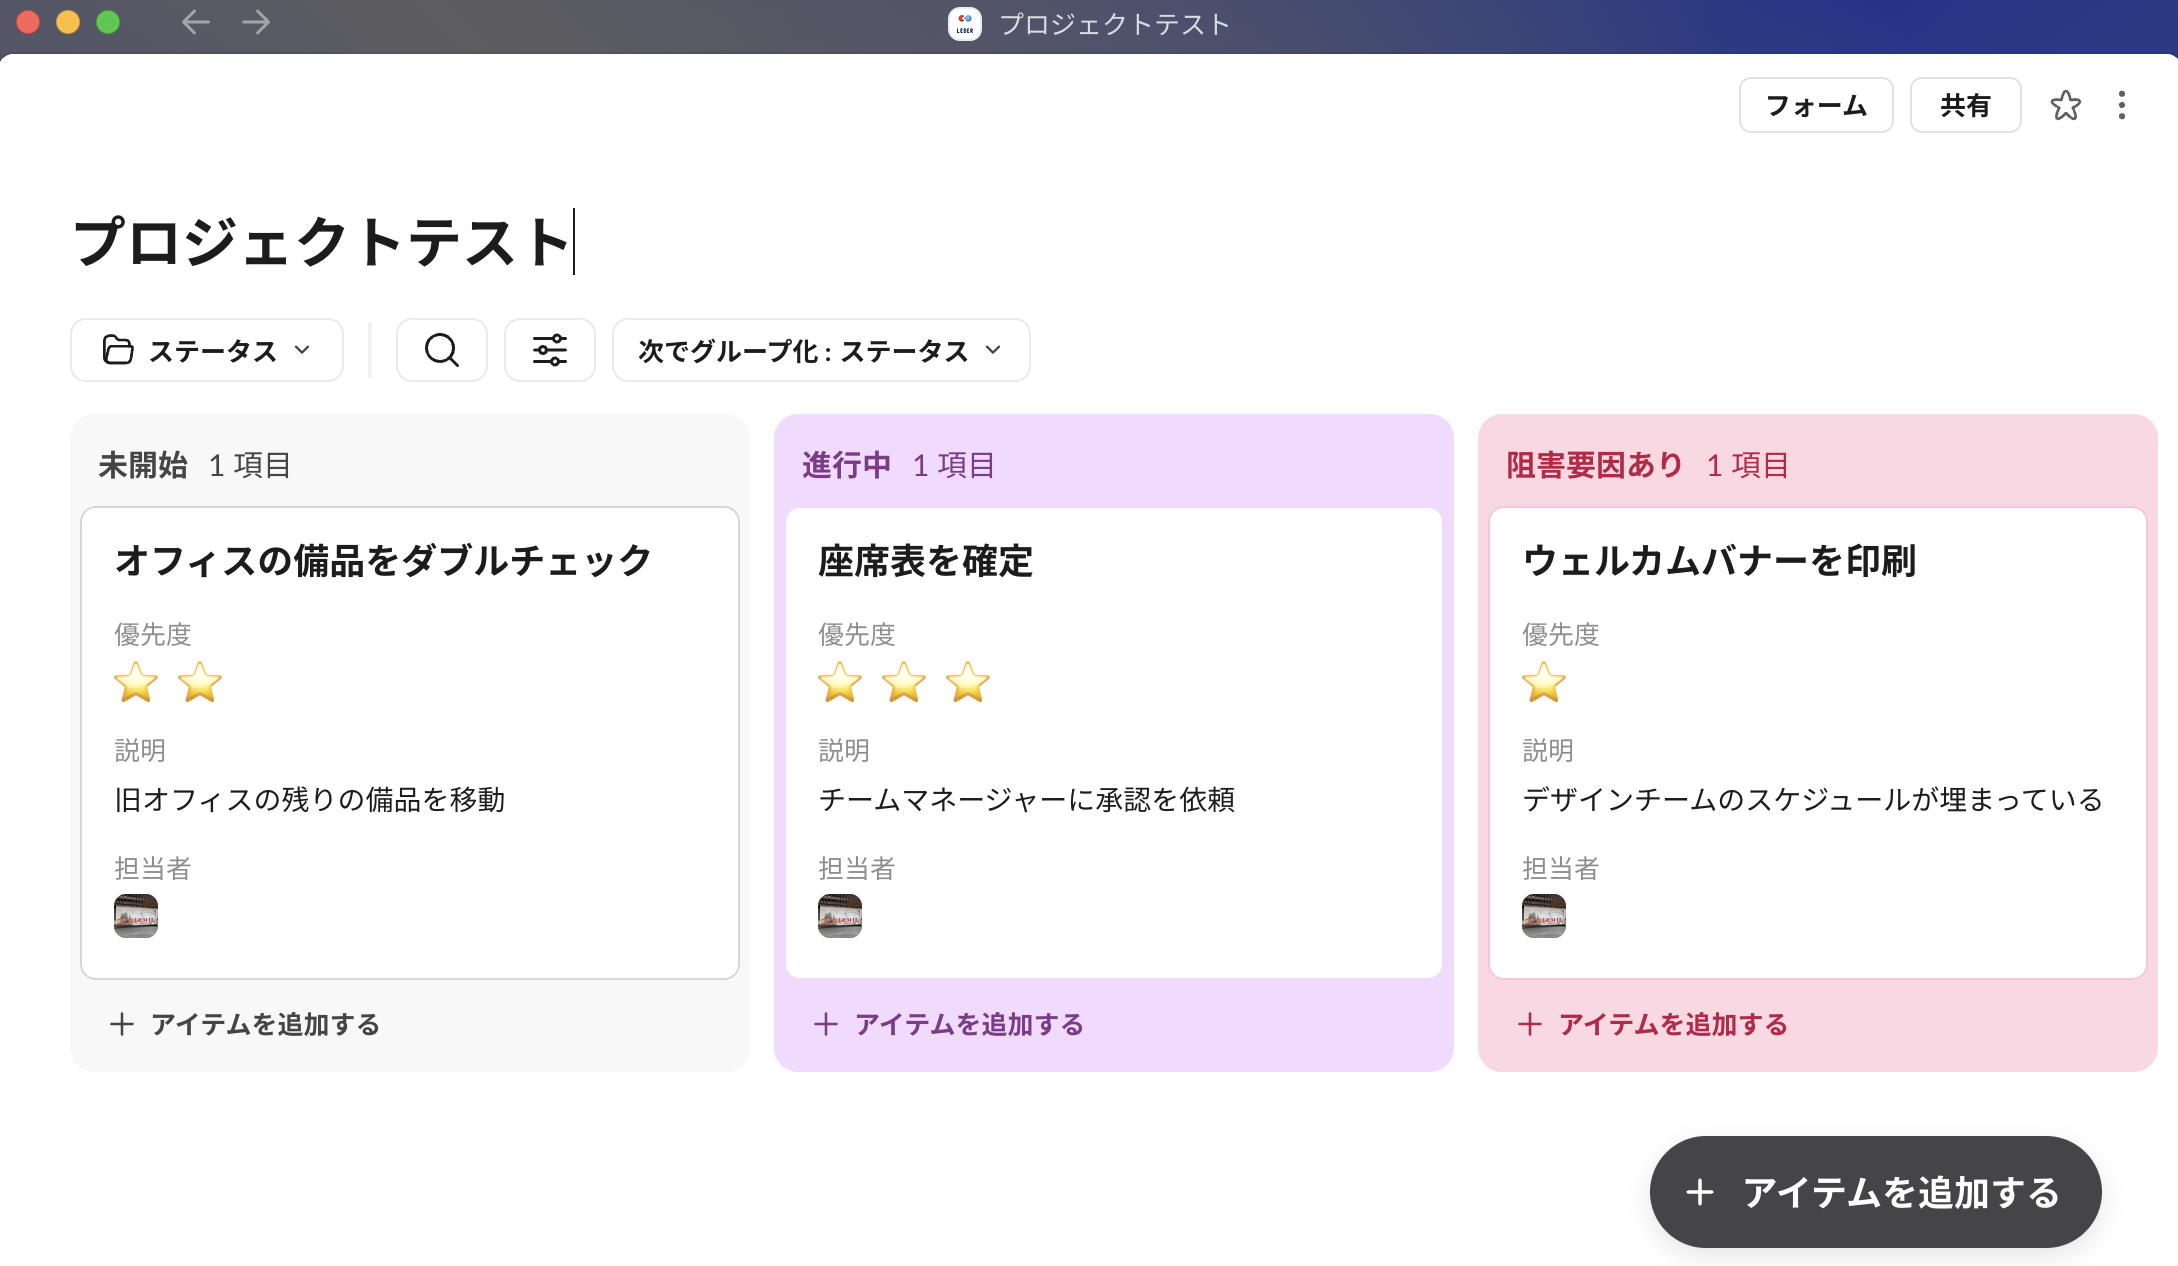 LEBER
プロジェクトテスト
フォーム
共有
プロジェクトテスト
ステータス
次でグループ化 : ステータス
未開始 1 項目
オフィスの備品をダブルチェック
優先度
説明
旧オフィスの残りの備品を移動
担当者
アイテムを追加する
進行中 1 項目
座席表を確定
優先度
説明
チームマネージャーに承認を依頼
担当者
アイテムを追加する
阻害要因あり 1 項目
ウェルカムバナーを印刷
優先度
説明
デザインチームのスケジュールが埋まっている
担当者
アイテムを追加する
アイテムを追加する